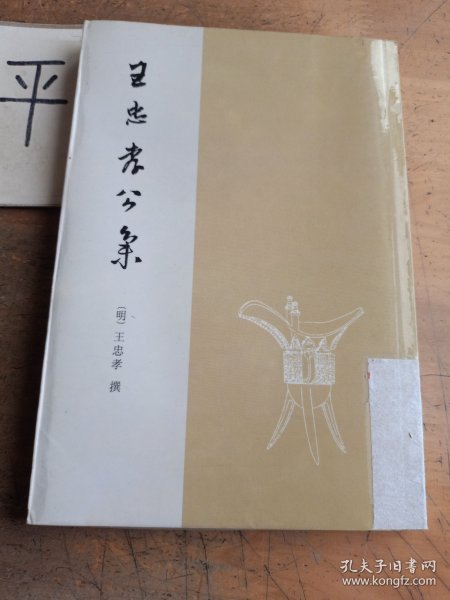 平
王忠孝公集
〔明〕王忠孝 撰
孔夫子旧书网
www.kongfz.com